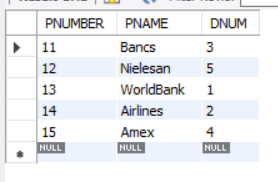 PNUMBER PNAME DNUM
11 Bancs 3
12 Nielesan 5
13 WorldBank 1
14 Airlines 2
15 Amex 4
NULL NULL NULL